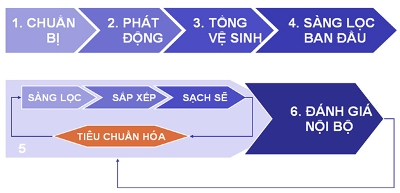 1. CHUẨN
BỊ
2. PHÁT
ĐỘNG
3. TỔNG
VỆ SINH
4. SÀNG LỌC
BAN ĐẦU
SÀNG LỌC
SẮP XẾP
SẠCH SẼ
TIÊU CHUẨN HÓA
5
6. ĐÁNH GIÁ
NỘI BỘ